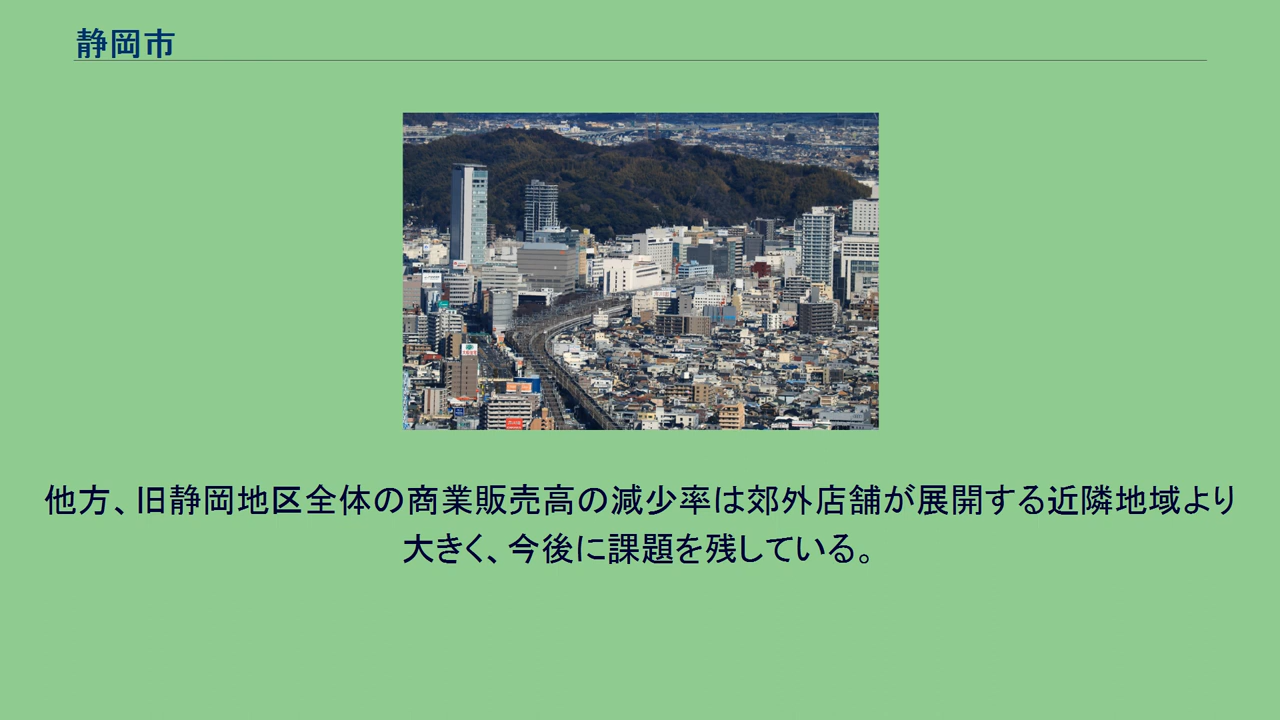 静岡市
他方、旧静岡地区全体の商業販売高の減少率は郊外店舗が展開する近隣地域より
大きく、今後に課題を残している。